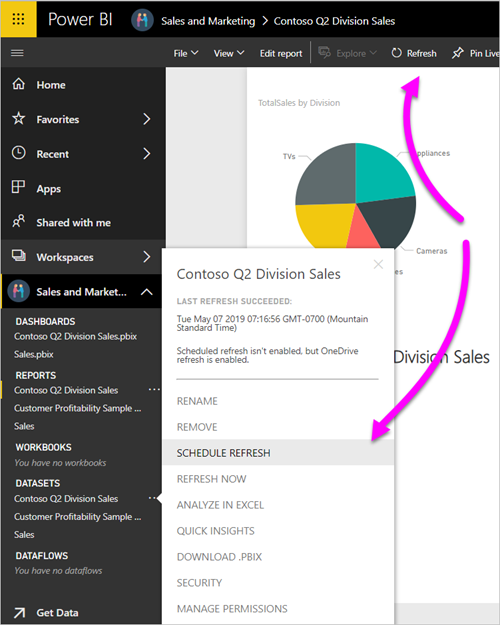 Power BI
Sales and Marketing > Contoso Q2 Division Sales
File
View
Edit report
Explore
Refresh
Pin Live
Home
Favorites
Recent
Apps
Shared with me
Workspaces
Sales and Market...
DASHBOARDS
Contoso Q2 Division Sales.pbix
Sales.pbix
REPORTS
Contoso Q2 Division Sales
Customer Profitability Sample ...
Sales
WORKBOOKS
You have no workbooks
DATASETS
Contoso Q2 Division Sales
Customer Profitability Sample ...
Sales
DATAFLOWS
You have no dataflows
Get Data
TotalSales by Division
TVs
ppliances
Cameras
es
Division Sales
Contoso Q2 Division Sales
LAST REFRESH SUCCEEDED:
Tue May 07 2019 07:16:56 GMT-0700 (Mountain
Standard Time)
Scheduled refresh isn't enabled, but OneDrive
refresh is enabled.
RENAME
REMOVE
SCHEDULE REFRESH
REFRESH NOW
ANALYZE IN EXCEL
QUICK INSIGHTS
DOWNLOAD .PBIX
SECURITY
MANAGE PERMISSIONS